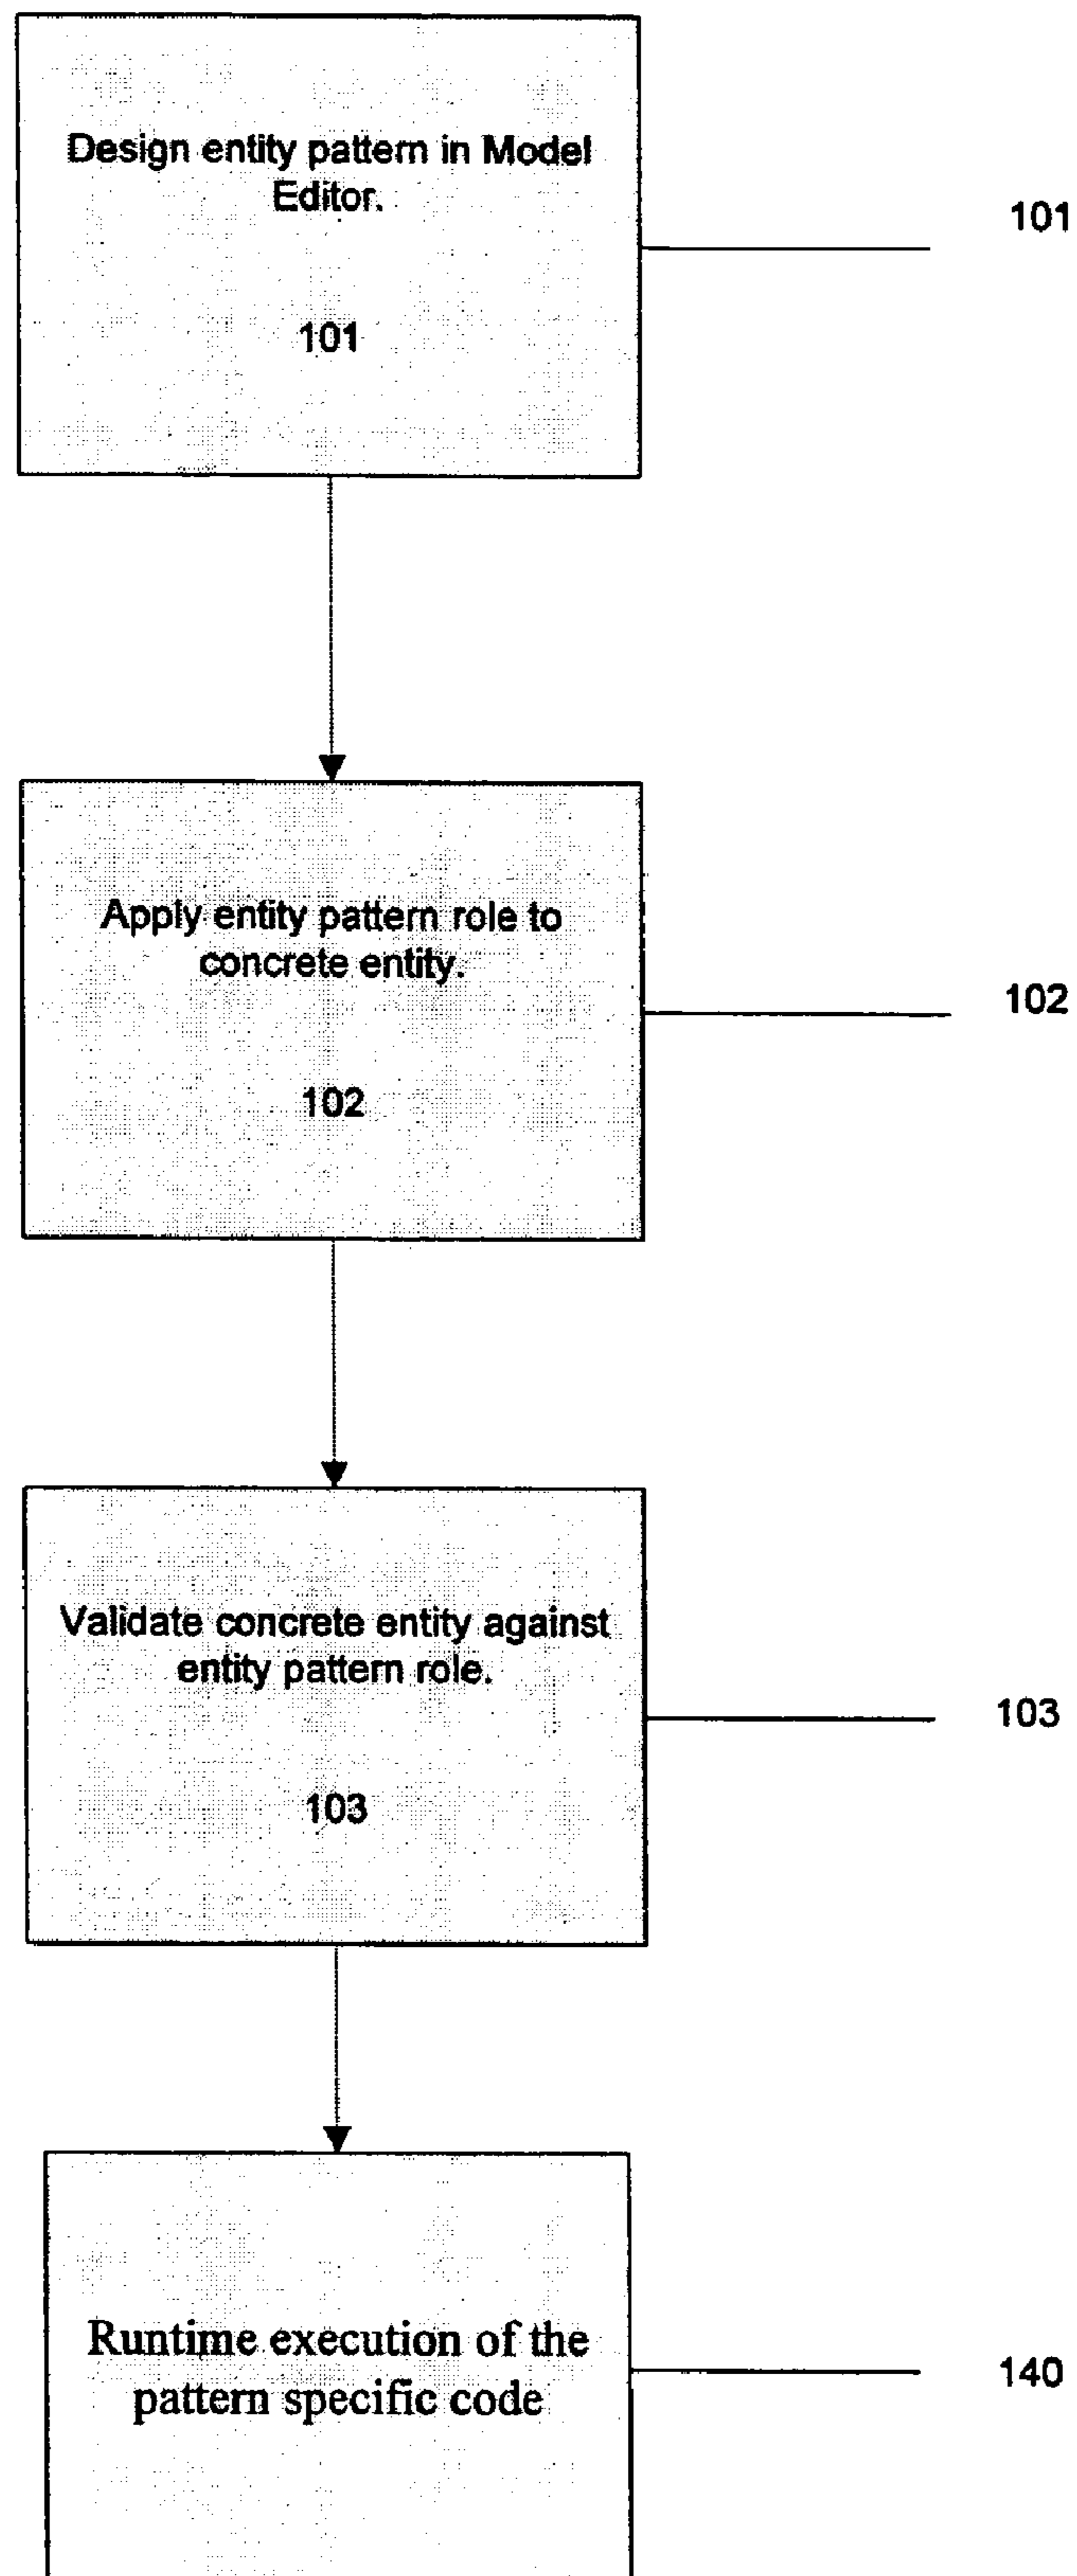 Design entity pattern in Model
Editor.
101
101
Apply entity pattern role to
concrete entity.
102
102
Validate concrete entity against
entity pattern role.
103
103
Runtime execution of the
pattern specific code
140